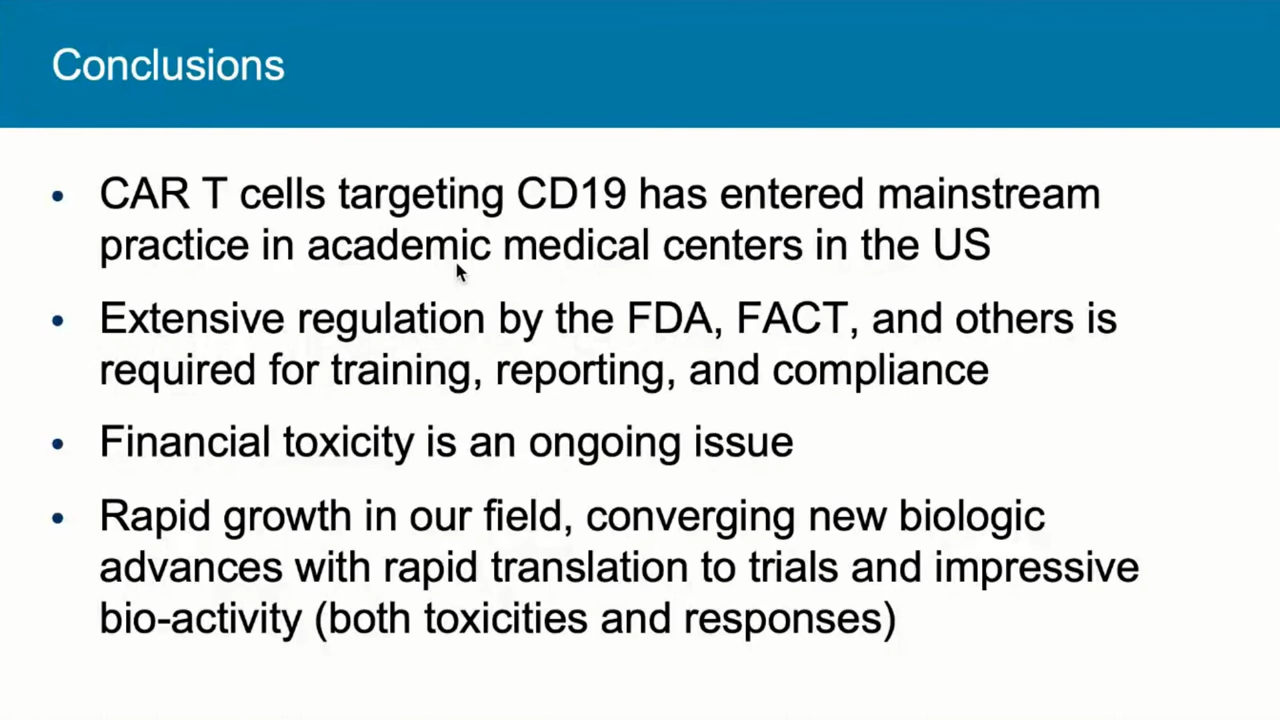 Conclusions
• CAR T cells targeting CD19 has entered mainstream
practice in academic medical centers in the US
• Extensive regulation by the FDA, FACT, and others is
required for training, reporting, and compliance
• Financial toxicity is an ongoing issue
• Rapid growth in our field, converging new biologic
advances with rapid translation to trials and impressive
bio-activity (both toxicities and responses)